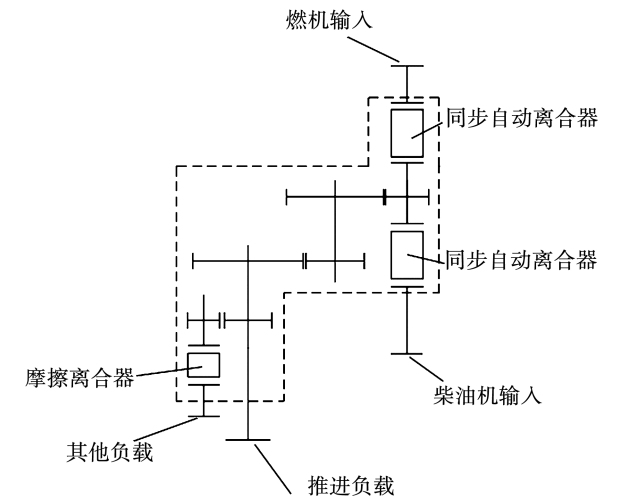 燃机输入
同步自动离合器
同步自动离合器
摩擦离合器
柴油机输入
其他负载
推进负载